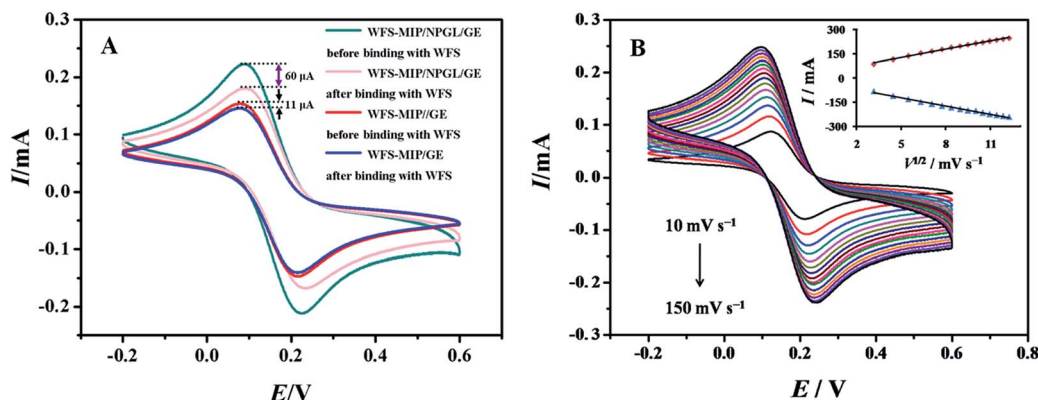 A
WFS-MIP/NPGL/GE
before binding with WFS
WFS-MIP/NPGL/GE
after binding with WFS
WFS-MIP//GE
before binding with WFS
WFS-MIP/GE
after binding with WFS
60 μA
11 μA
0.3
0.2
0.1
0.0
-0.1
-0.2
I/mA
-0.2
0.0
0.2
0.4
0.6
E/V
B
0.3
0.2
0.1
0.0
-0.1
-0.2
-0.3
I/mA
-0.2
0.0
0.2
0.4
0.6
0.8
E / V
10 mV s⁻¹
150 mV s⁻¹
300
150
0
-150
-300
I / mA
2
5
8
11
V1/2 / mV s⁻¹